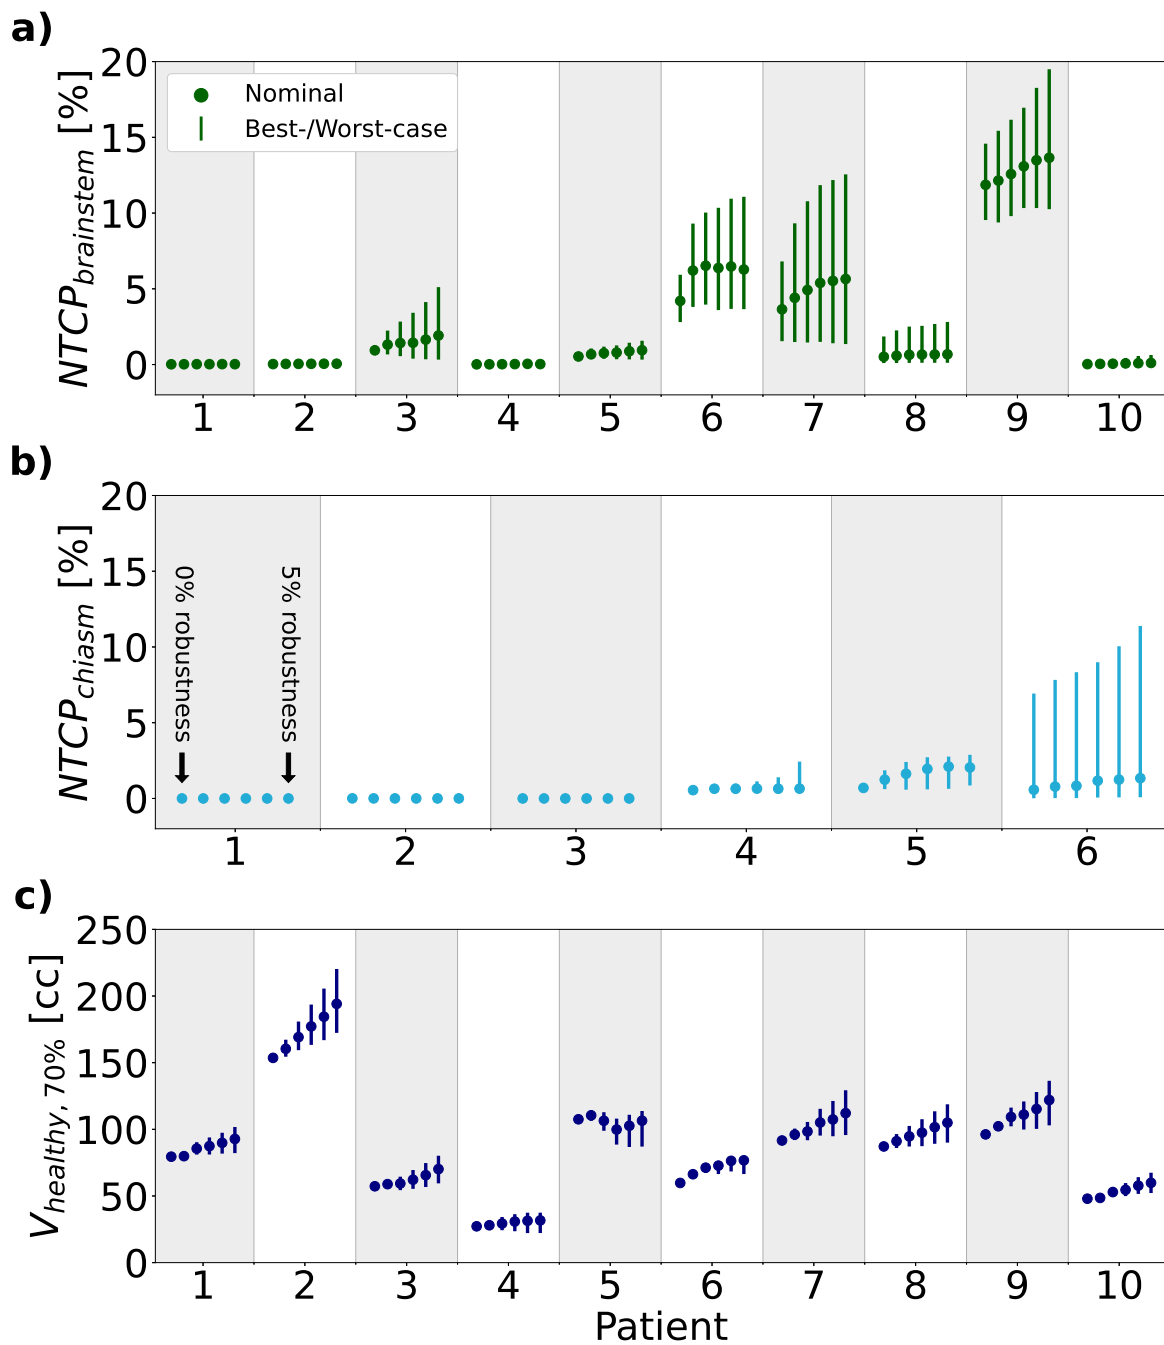 a)
NTCP_brainstem [%]
20
15
10
5
0
Nominal
Best-/Worst-case
1 2 3 4 5 6 7 8 9 10
b)
NTCP_chiasm [%]
20
15
10
5
0
0% robustness
5% robustness
1 2 3 4 5 6
c)
V_healthy, 70% [cc]
250
200
150
100
50
0
1 2 3 4 5 6 7 8 9 10
Patient